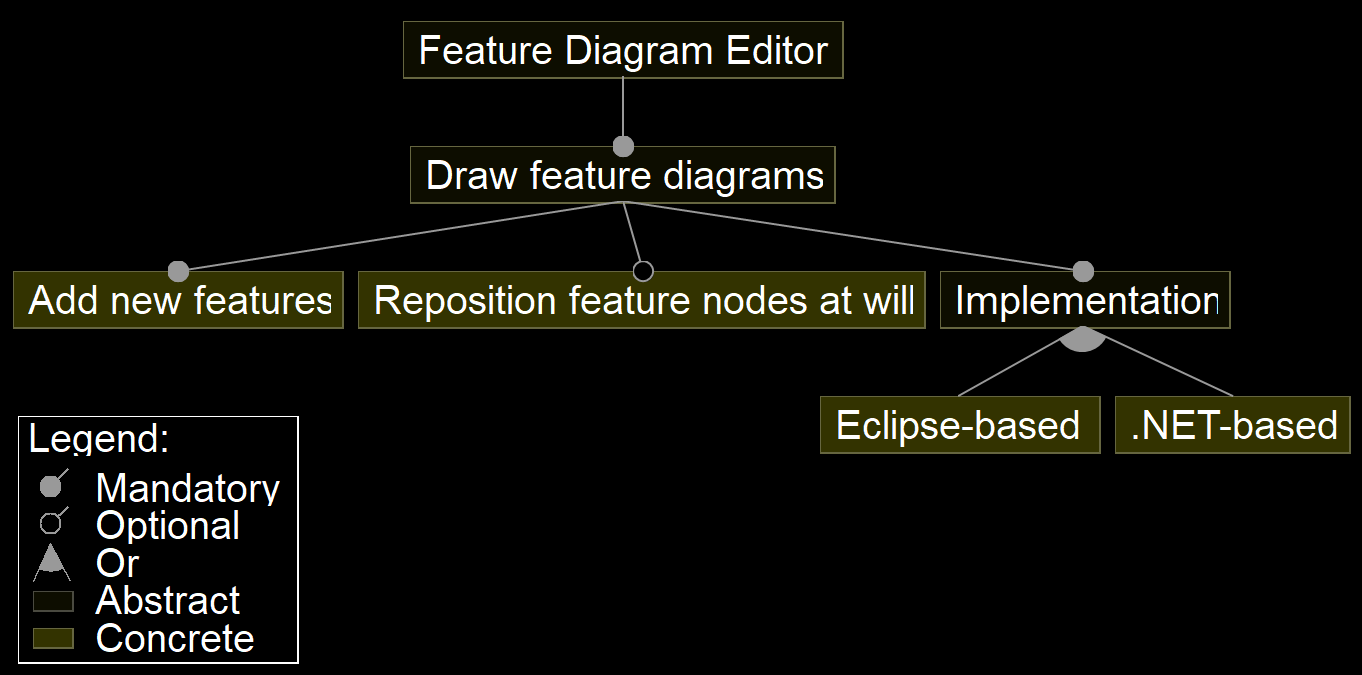 Feature Diagram Editor
Draw feature diagrams
Add new features
Reposition feature nodes at will
Implementation
Eclipse-based
.NET-based
Legend:
Mandatory
Optional
Or
Abstract
Concrete